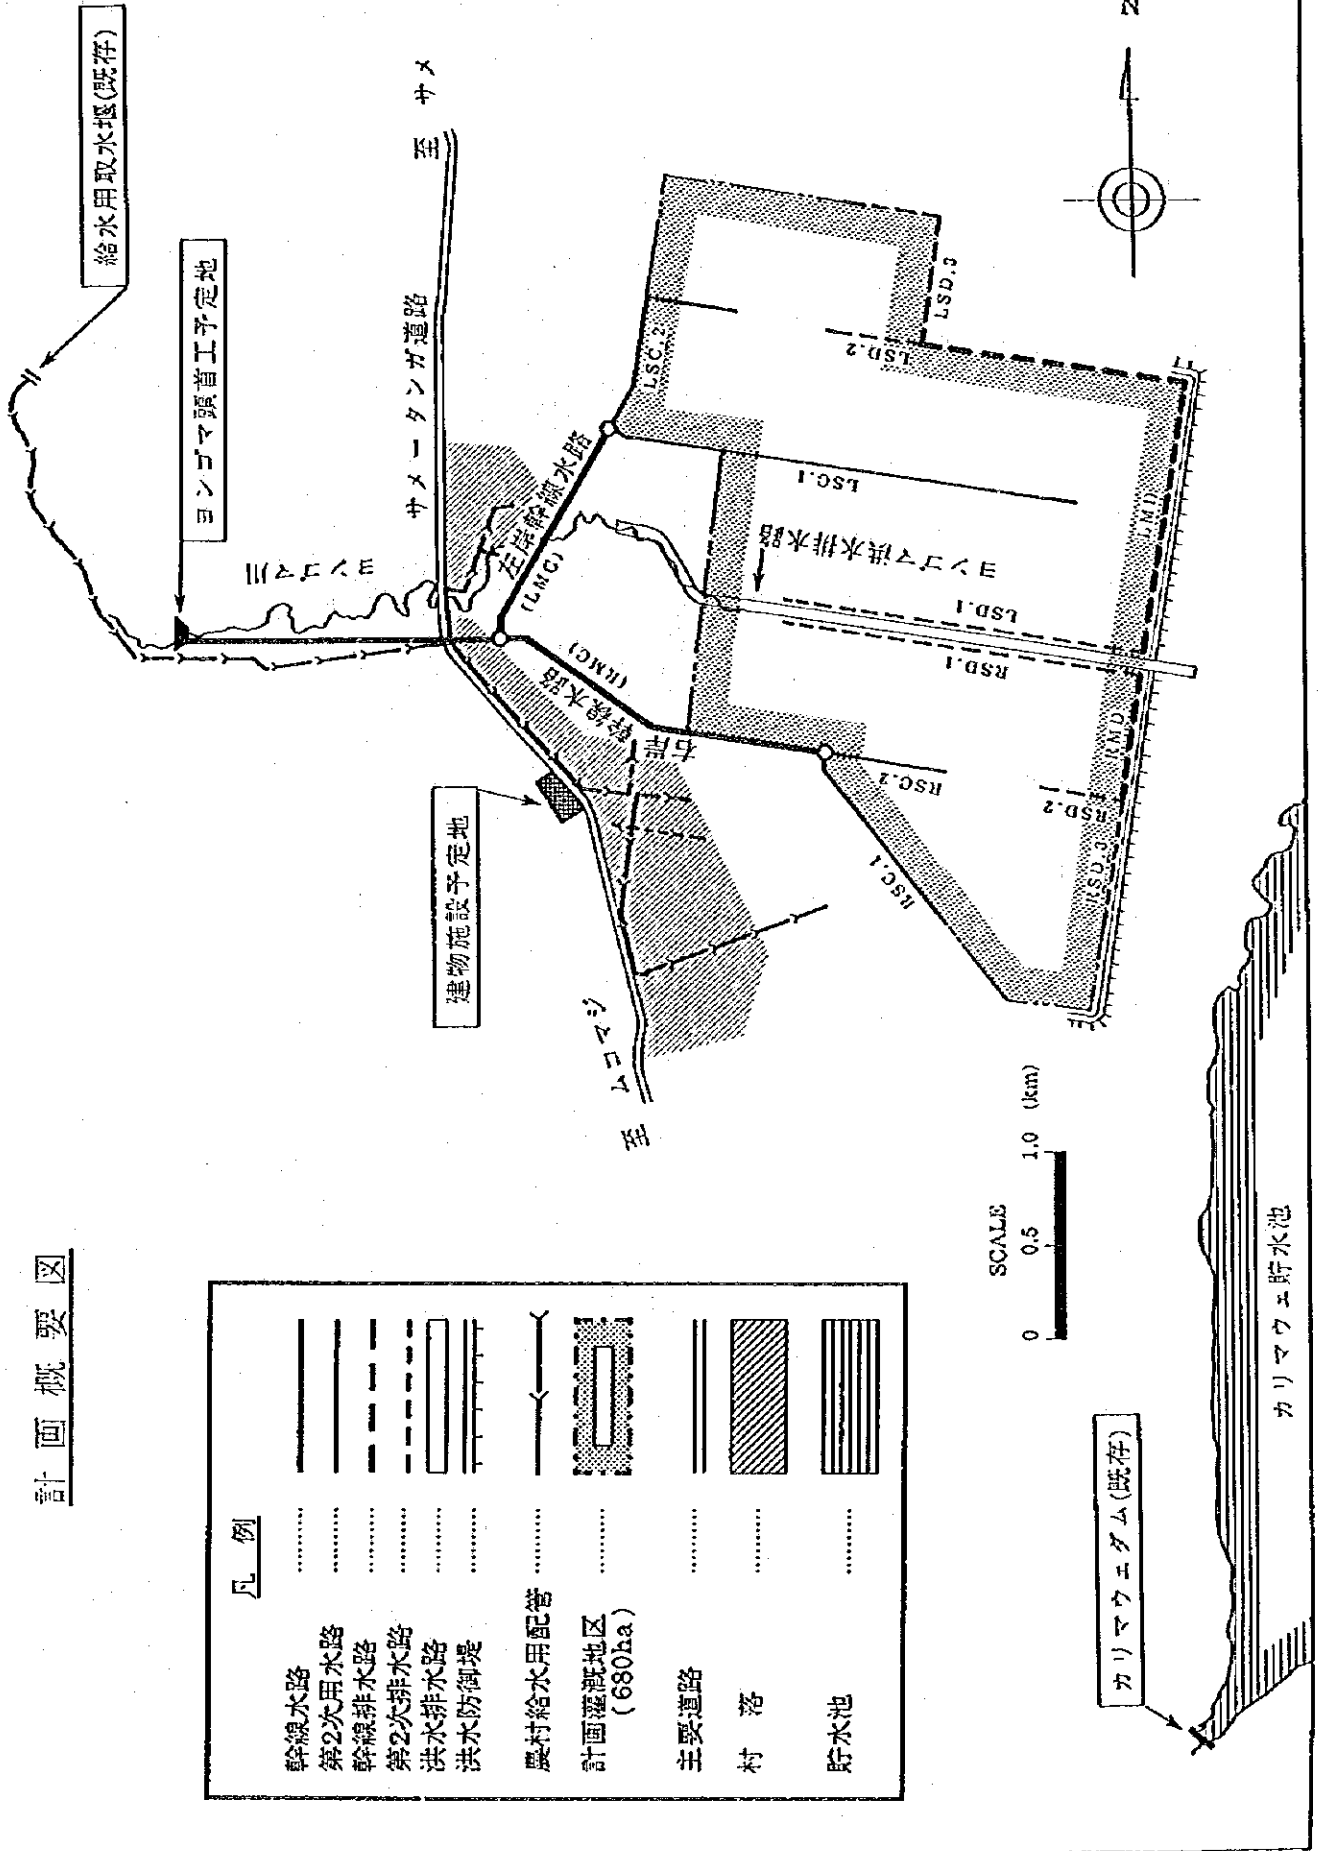 計画概要図
凡例
幹線水路
第2次用水路
幹線排水路
第2次排水路
洪水排水路
洪水防御堤
農村給水用配管
計画灌漑地区
(680ha)
主要道路
村 落
貯水池
給水用取水堰(既存)
ヨンゴマ頭首工予定地
ヨンゴマ川
サメータンガ道路
至 サメ
左岸幹線水路
(LMC)
(RMC)
右岸幹線水路
建物施設予定地
至 ムコマジ
LSC.2
LSC.1
LSD.2
LSD.3
ヨンゴマ洪水排水路
LSD.1
RSD.1
LMD
RMD
RSC.2
RSC.1
RSD.2
RSD.3
N
SCALE
0 0.5 1.0 (km)
カリマウェダム(既存)
カリマウェ貯水池